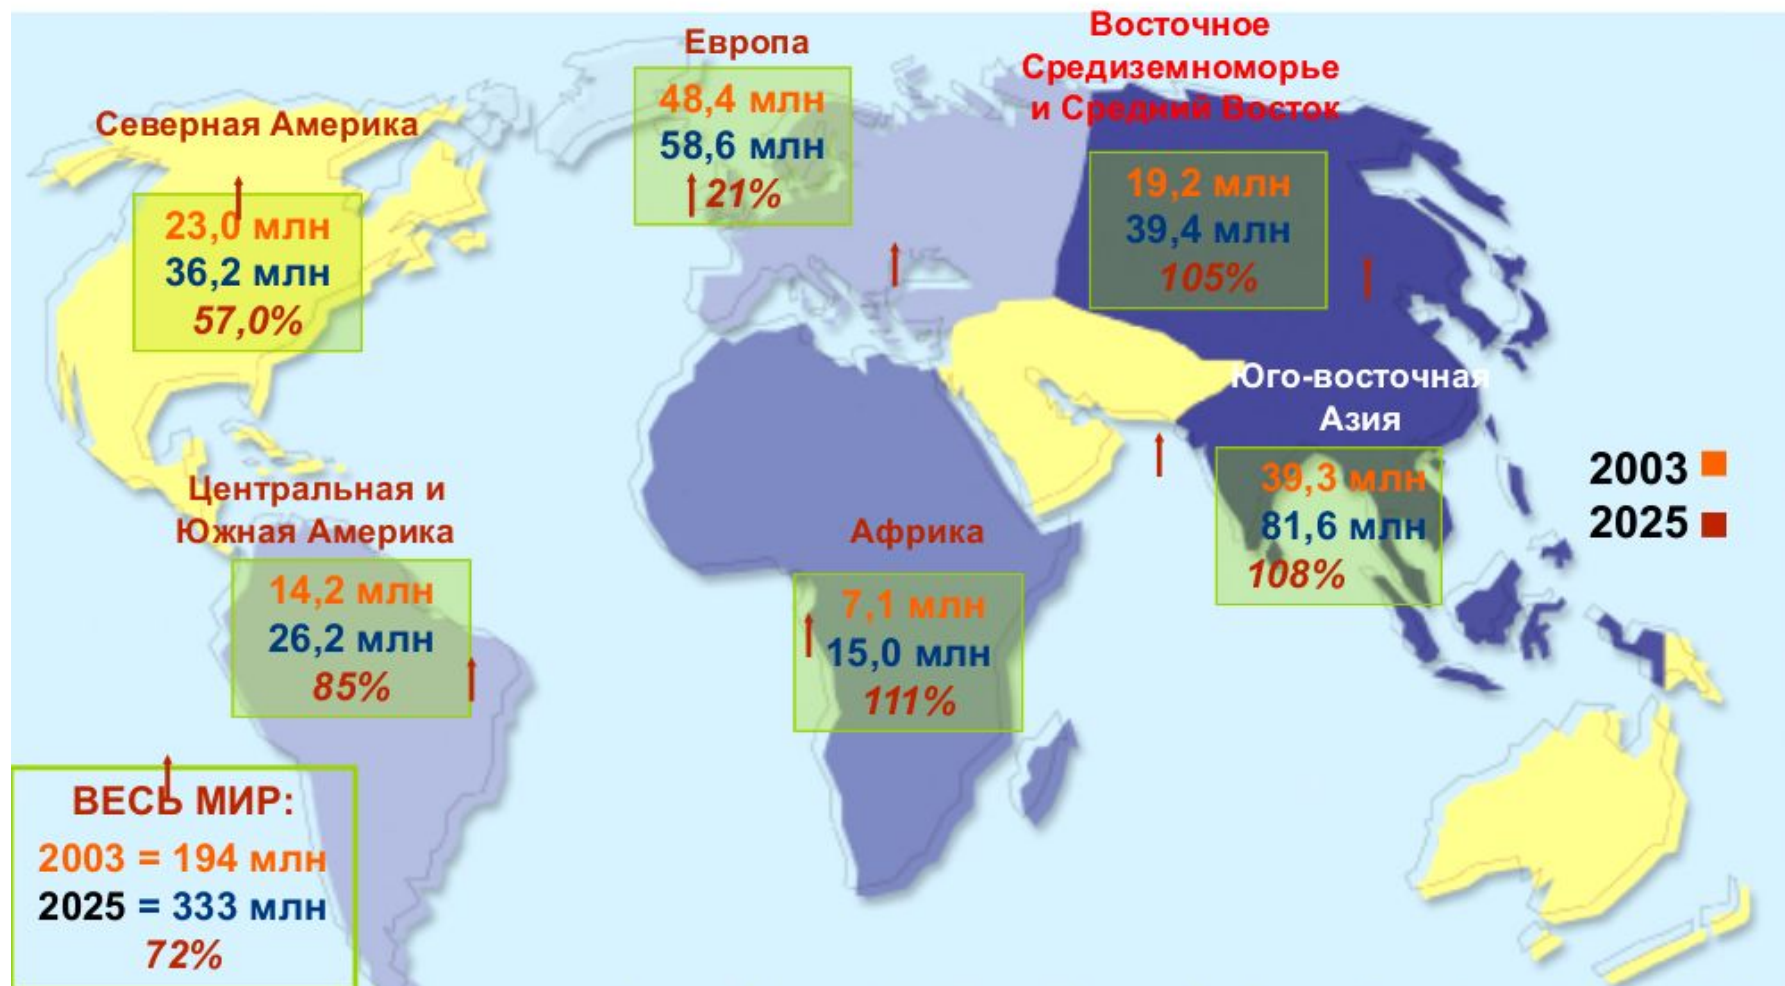 Северная Америка
23,0 млн
36,2 млн
57,0%
Европа
48,4 млн
58,6 млн
21%
Восточное
Средиземноморье
и Средний Восток
19,2 млн
39,4 млн
105%
Юго-восточная
Азия
39,3 млн
81,6 млн
108%
2003
2025
Центральная и
Южная Америка
14,2 млн
26,2 млн
85%
Африка
7,1 млн
15,0 млн
111%
ВЕСЬ МИР:
2003 = 194 млн
2025 = 333 млн
72%